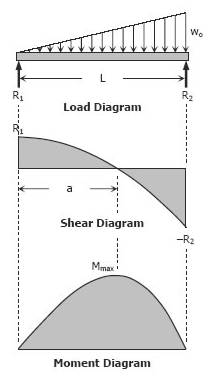 wₒ
L
R₁ R₂
Load Diagram
R₁
a
Shear Diagram
–R₂
Mₘₐₓ
Moment Diagram